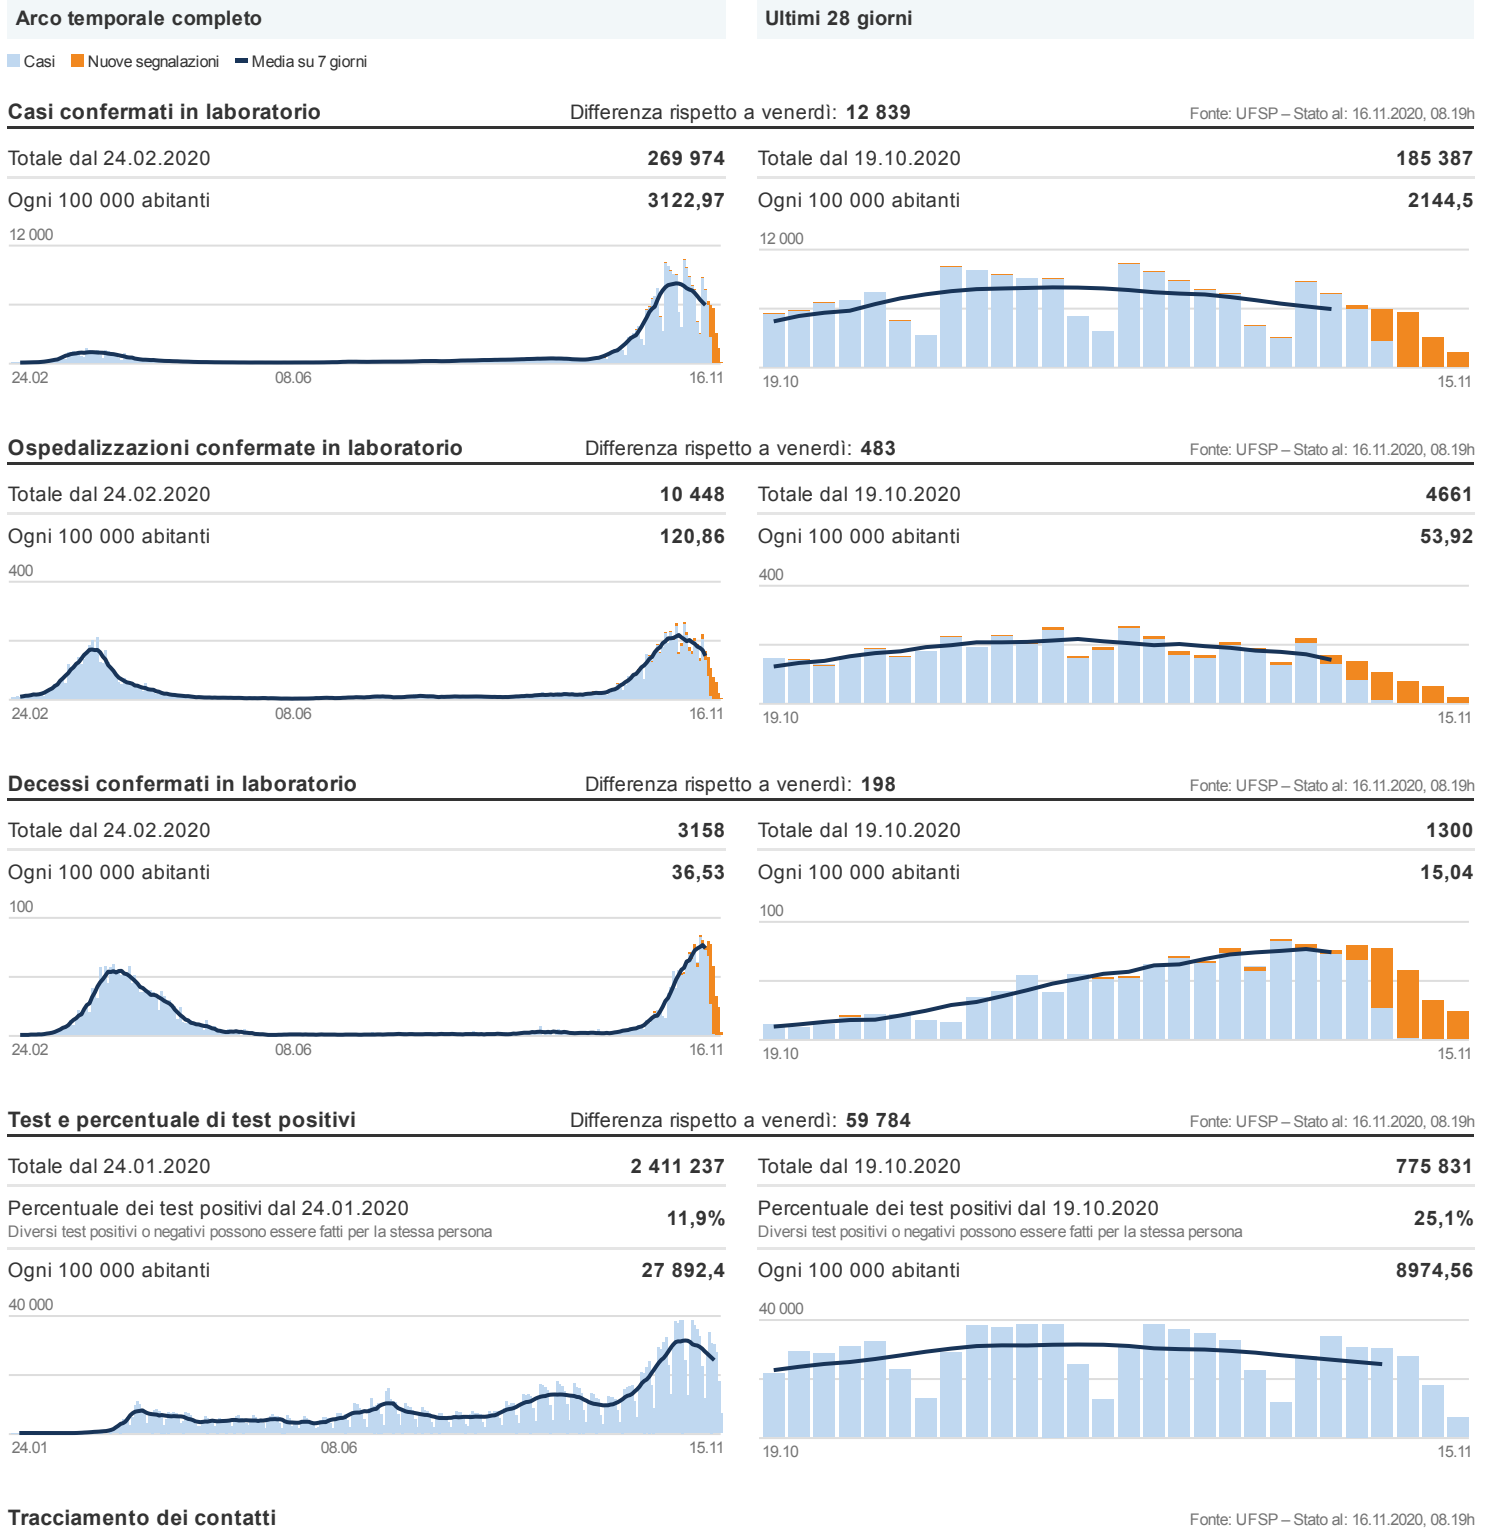 Arco temporale completo
Ultimi 28 giorni
Casi Nuove segnalazioni Media su 7 giorni
Casi confermati in laboratorio Differenza rispetto a venerdì: 12 839 Fonte: UFSP – Stato al: 16.11.2020, 08.19h
Totale dal 24.02.2020 269 974
Ogni 100 000 abitanti 3122,97
12 000
24.02 08.06 16.11
Totale dal 19.10.2020 185 387
Ogni 100 000 abitanti 2144,5
12 000
19.10 15.11
Ospedalizzazioni confermate in laboratorio Differenza rispetto a venerdì: 483 Fonte: UFSP – Stato al: 16.11.2020, 08.19h
Totale dal 24.02.2020 10 448
Ogni 100 000 abitanti 120,86
400
24.02 08.06 16.11
Totale dal 19.10.2020 4661
Ogni 100 000 abitanti 53,92
400
19.10 15.11
Decessi confermati in laboratorio Differenza rispetto a venerdì: 198 Fonte: UFSP – Stato al: 16.11.2020, 08.19h
Totale dal 24.02.2020 3158
Ogni 100 000 abitanti 36,53
100
24.02 08.06 16.11
Totale dal 19.10.2020 1300
Ogni 100 000 abitanti 15,04
100
19.10 15.11
Test e percentuale di test positivi Differenza rispetto a venerdì: 59 784 Fonte: UFSP – Stato al: 16.11.2020, 08.19h
Totale dal 24.01.2020 2 411 237
Percentuale dei test positivi dal 24.01.2020 11,9%
Diversi test positivi o negativi possono essere fatti per la stessa persona
Ogni 100 000 abitanti 27 892,4
40 000
24.01 08.06 15.11
Totale dal 19.10.2020 775 831
Percentuale dei test positivi dal 19.10.2020 25,1%
Diversi test positivi o negativi possono essere fatti per la stessa persona
Ogni 100 000 abitanti 8974,56
40 000
19.10 15.11
Tracciamento dei contatti Fonte: UFSP – Stato al: 16.11.2020, 08.19h